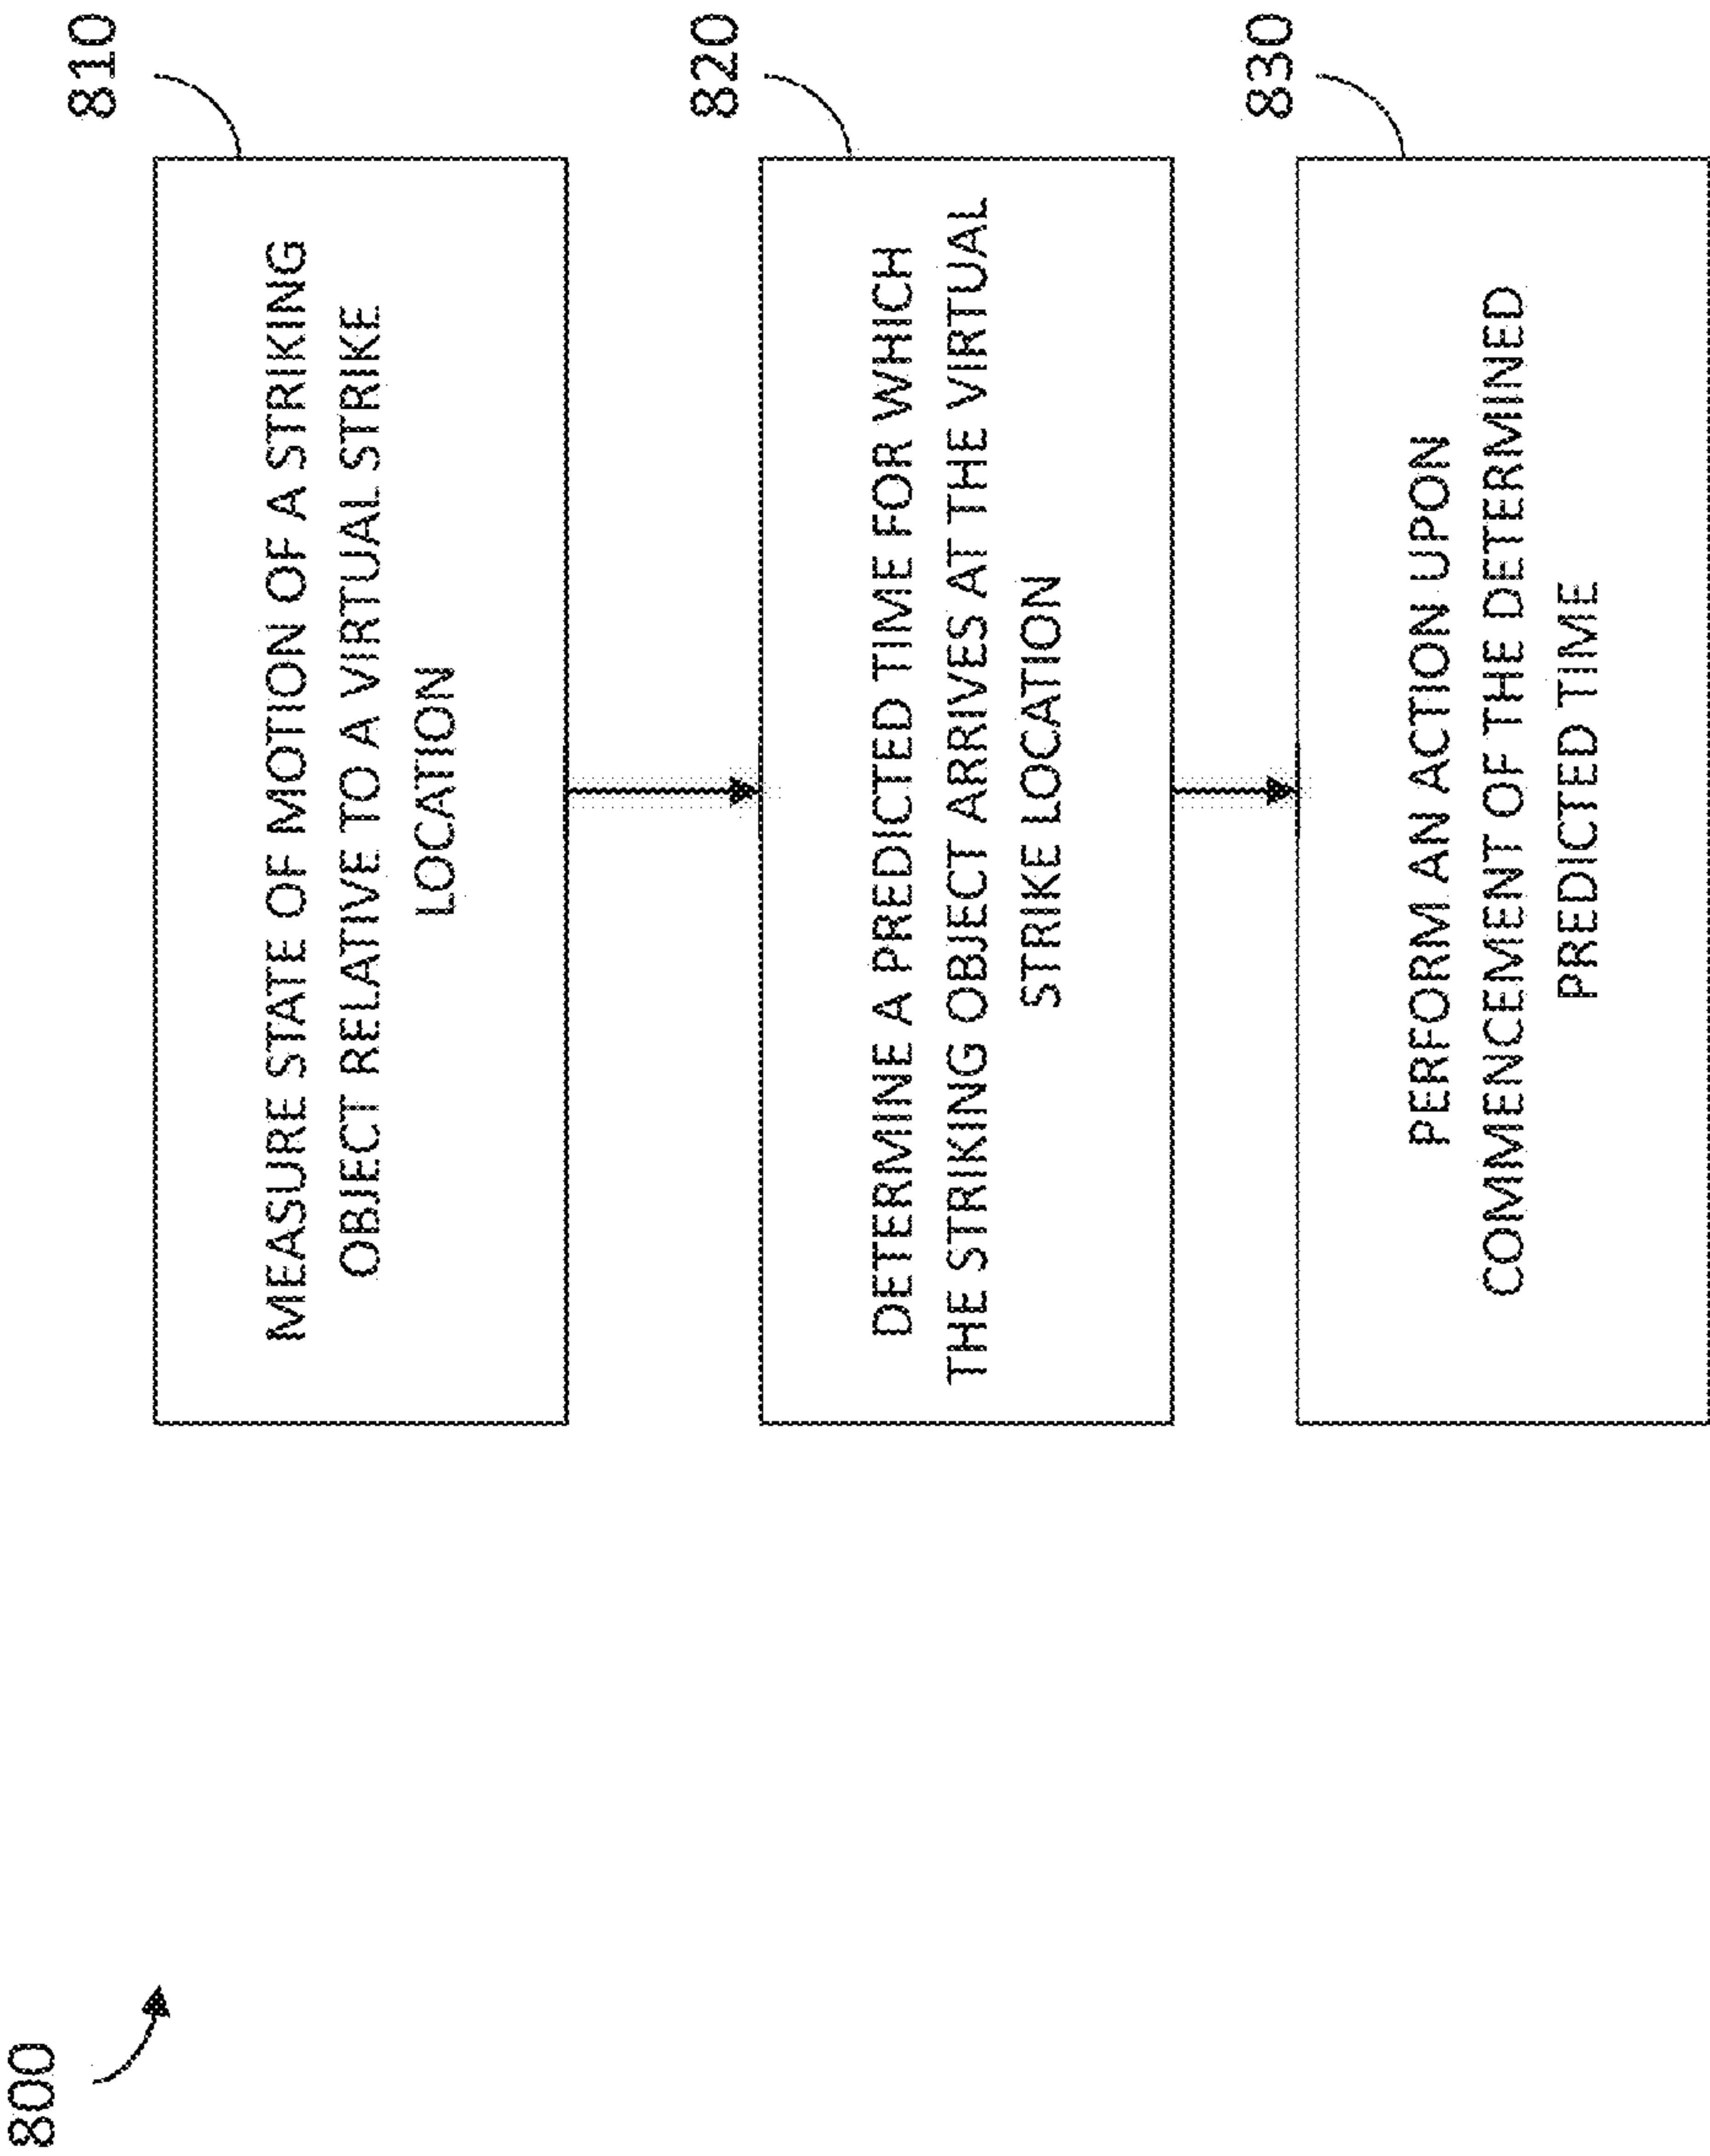 800
810
MEASURE STATE OF MOTION OF A STRIKING
OBJECT RELATIVE TO A VIRTUAL STRIKE
LOCATION
820
DETERMINE A PREDICTED TIME FOR WHICH
THE STRIKING OBJECT ARRIVES AT THE VIRTUAL
STRIKE LOCATION
830
PERFORM AN ACTION UPON
COMMENCEMENT OF THE DETERMINED
PREDICTED TIME